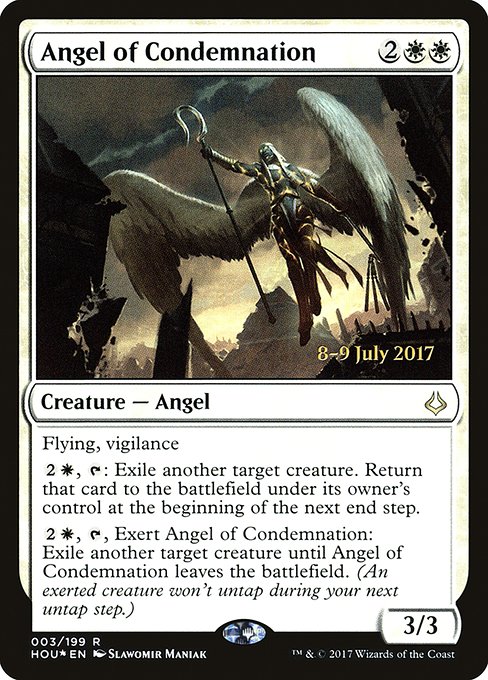 Angel of Condemnation 2
8–9 July 2017
Creature — Angel
Flying, vigilance
2, : Exile another target creature. Return
that card to the battlefield under its owner’s
control at the beginning of the next end step.
2, , Exert Angel of Condemnation:
Exile another target creature until Angel of
Condemnation leaves the battlefield. (An
exerted creature won’t untap during your next
untap step.)
3/3
003/199 R
HOU★EN Slawomir Maniak
™ & © 2017 Wizards of the Coast